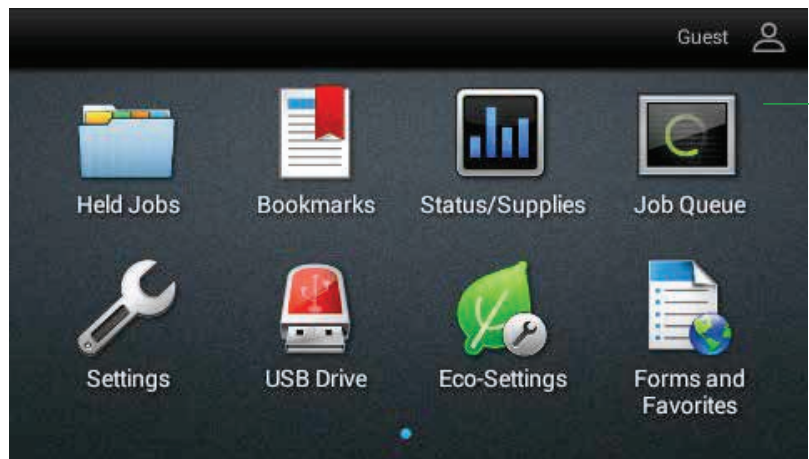 Guest
Held Jobs
Bookmarks
Status/Supplies
Job Queue
Settings
USB Drive
Eco-Settings
Forms and
Favorites